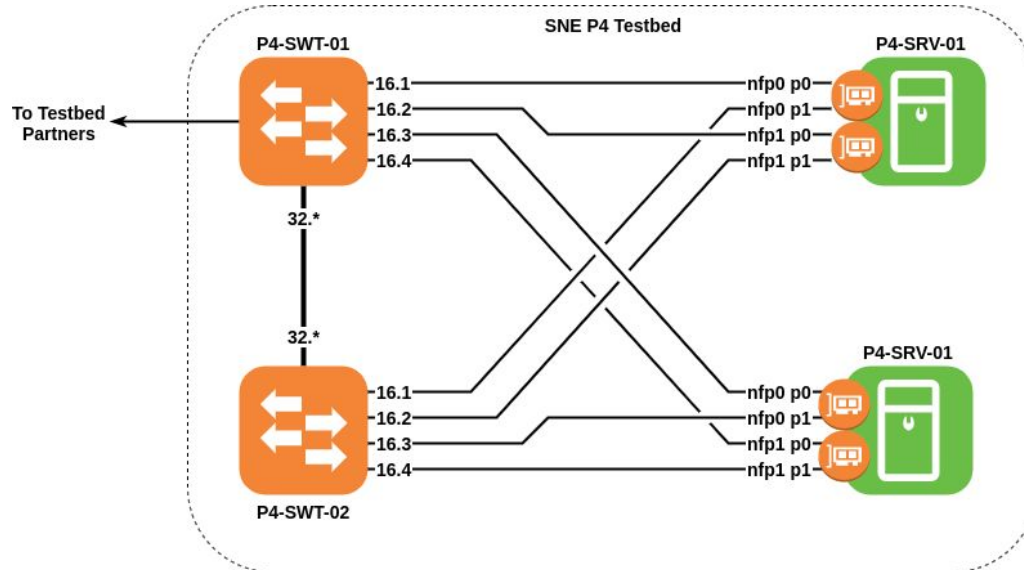 SNE P4 Testbed
P4-SWT-01
P4-SRV-01
To Testbed
Partners
16.1
16.2
16.3
16.4
nfp0 p0
nfp0 p1
nfp1 p0
nfp1 p1
32.*
32.*
P4-SRV-01
16.1
16.2
16.3
16.4
nfp0 p0
nfp0 p1
nfp1 p0
nfp1 p1
P4-SWT-02